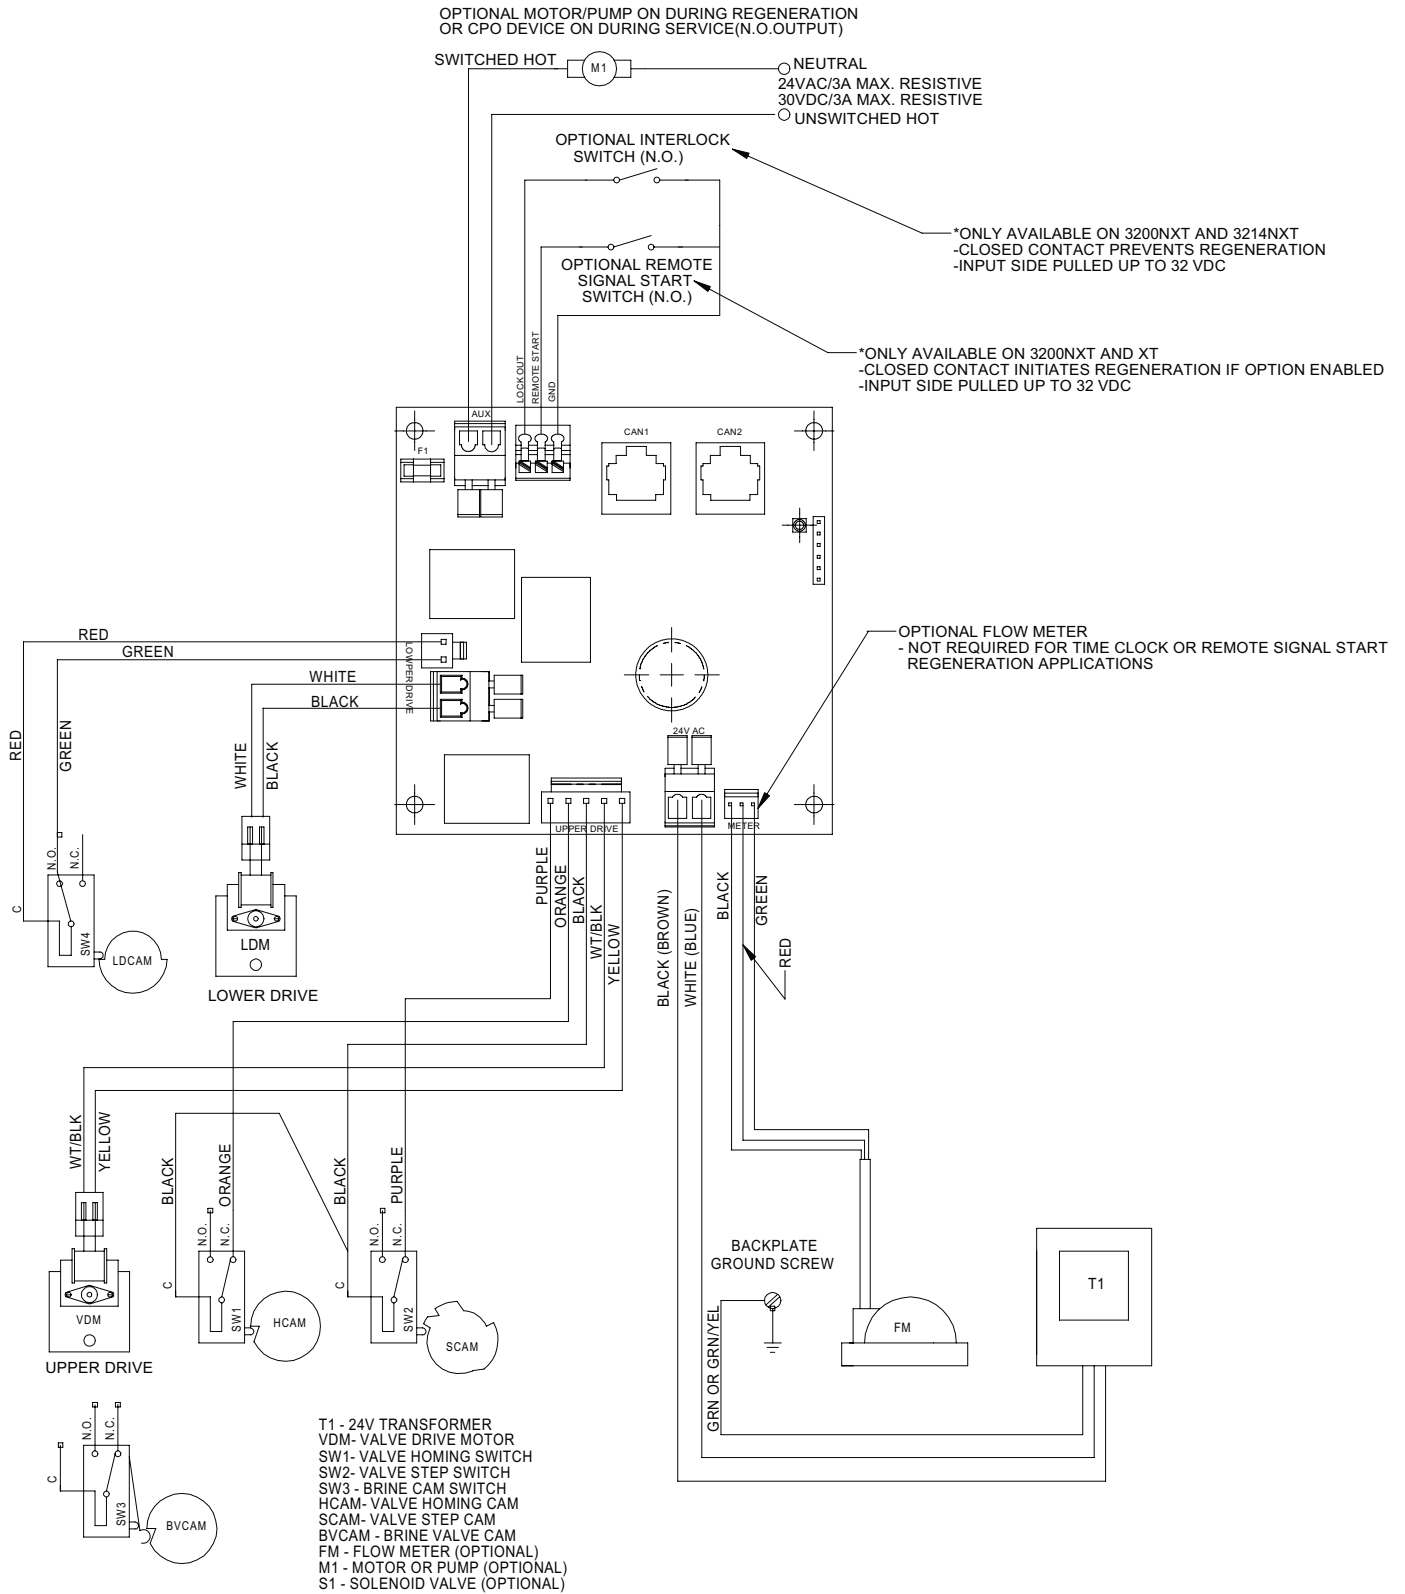 OPTIONAL MOTOR/PUMP ON DURING REGENERATION
OR CPO DEVICE ON DURING SERVICE(N.O.OUTPUT)
SWITCHED HOT
M1
NEUTRAL
24VAC/3A MAX. RESISTIVE
30VDC/3A MAX. RESISTIVE
UNSWITCHED HOT
OPTIONAL INTERLOCK
SWITCH (N.O.)
*ONLY AVAILABLE ON 3200NXT AND 3214NXT
-CLOSED CONTACT PREVENTS REGENERATION
-INPUT SIDE PULLED UP TO 32 VDC
OPTIONAL REMOTE
SIGNAL START
SWITCH (N.O.)
*ONLY AVAILABLE ON 3200NXT AND XT
-CLOSED CONTACT INITIATES REGENERATION IF OPTION ENABLED
-INPUT SIDE PULLED UP TO 32 VDC
LOCK OUT
REMOTE START
GND
AUX
F1
CAN1
CAN2
RED
GREEN
WHITE
BLACK
LOW/PER DRIVE
OPTIONAL FLOW METER
- NOT REQUIRED FOR TIME CLOCK OR REMOTE SIGNAL START
REGENERATION APPLICATIONS
24V AC
RED
GREEN
WHITE
BLACK
UPPER DRIVE
METER
N.O.
N.C.
C
SW4
LDCAM
LDM
LOWER DRIVE
PURPLE
ORANGE
BLACK
WT/BLK
YELLOW
BLACK (BROWN)
WHITE (BLUE)
BLACK
GREEN
RED
WT/BLK
YELLOW
BLACK
ORANGE
BLACK
PURPLE
N.O.
N.C.
C
SW1
HCAM
N.O.
N.C.
C
SW2
SCAM
VDM
UPPER DRIVE
BACKPLATE
GROUND SCREW
GRN OR GRN/YEL
FM
T1
N.O.
N.C.
C
SW3
BVCAM
T1 - 24V TRANSFORMER
VDM- VALVE DRIVE MOTOR
SW1- VALVE HOMING SWITCH
SW2- VALVE STEP SWITCH
SW3 - BRINE CAM SWITCH
HCAM- VALVE HOMING CAM
SCAM- VALVE STEP CAM
BVCAM - BRINE VALVE CAM
FM - FLOW METER (OPTIONAL)
M1 - MOTOR OR PUMP (OPTIONAL)
S1 - SOLENOID VALVE (OPTIONAL)